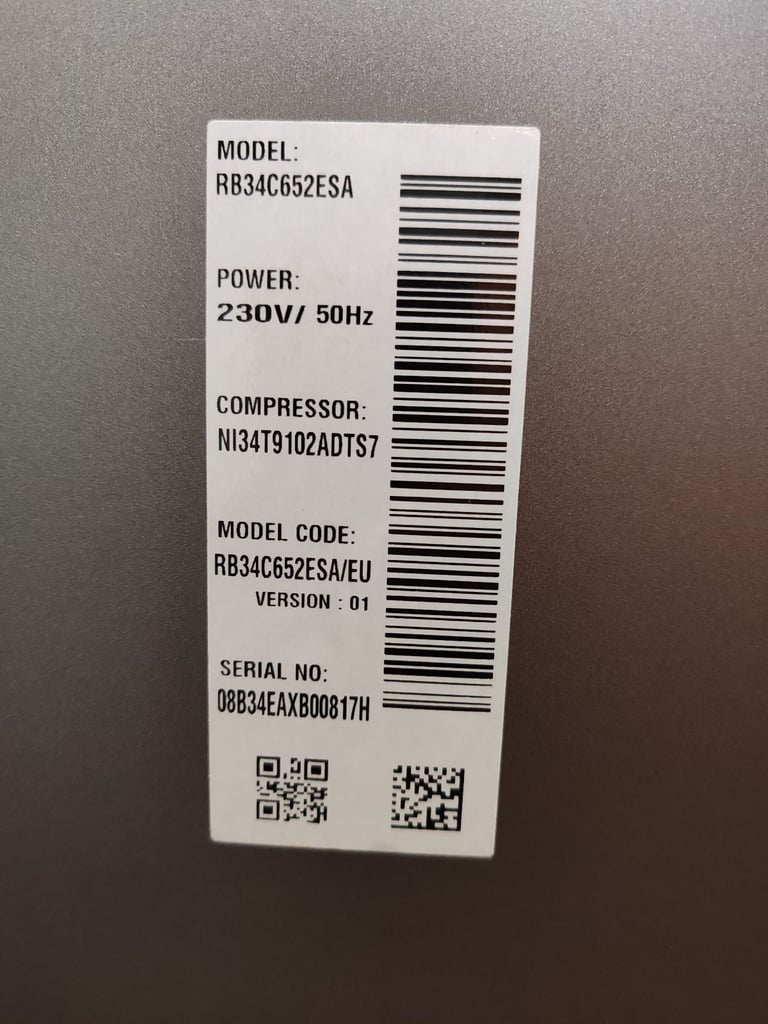 MODEL:
RB34C652ESA
POWER:
230V/ 50Hz
COMPRESSOR:
NI34T9102ADTS7
MODEL CODE:
RB34C652ESA/EU
VERSION : 01
SERIAL NO:
08B34EAXB00817H